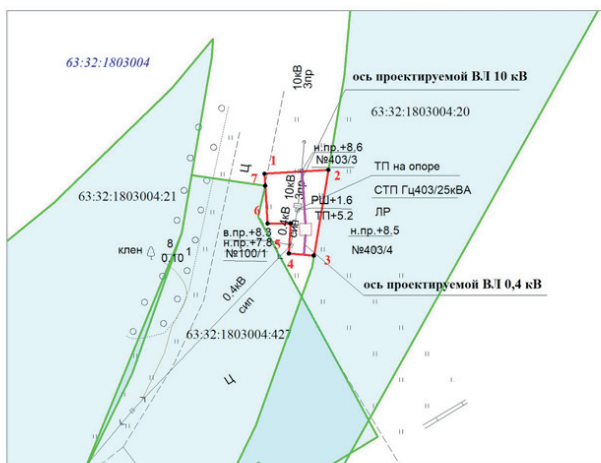 63:32:1803004
10кВ
3пр
ось проектируемой ВЛ 10 кВ
63:32:1803004:20
н.пр.+8.6
№403/3
Ц
1
2
ТП на опоре
7
10кВ
3пр
СТП Гц403/25кВА
63:32:1803004:21
РШ+1.6
ЛР
6
ТП+5.2
0.4кВ
сип
в.пр.+8.3
н.пр.+7.8
н.пр.+8.5
клен
8
0.10
1
№100/1
5
№403/4
4
3
0.4кВ
сип
ось проектируемой ВЛ 0,4 кВ
63:32:1803004:427
Ц